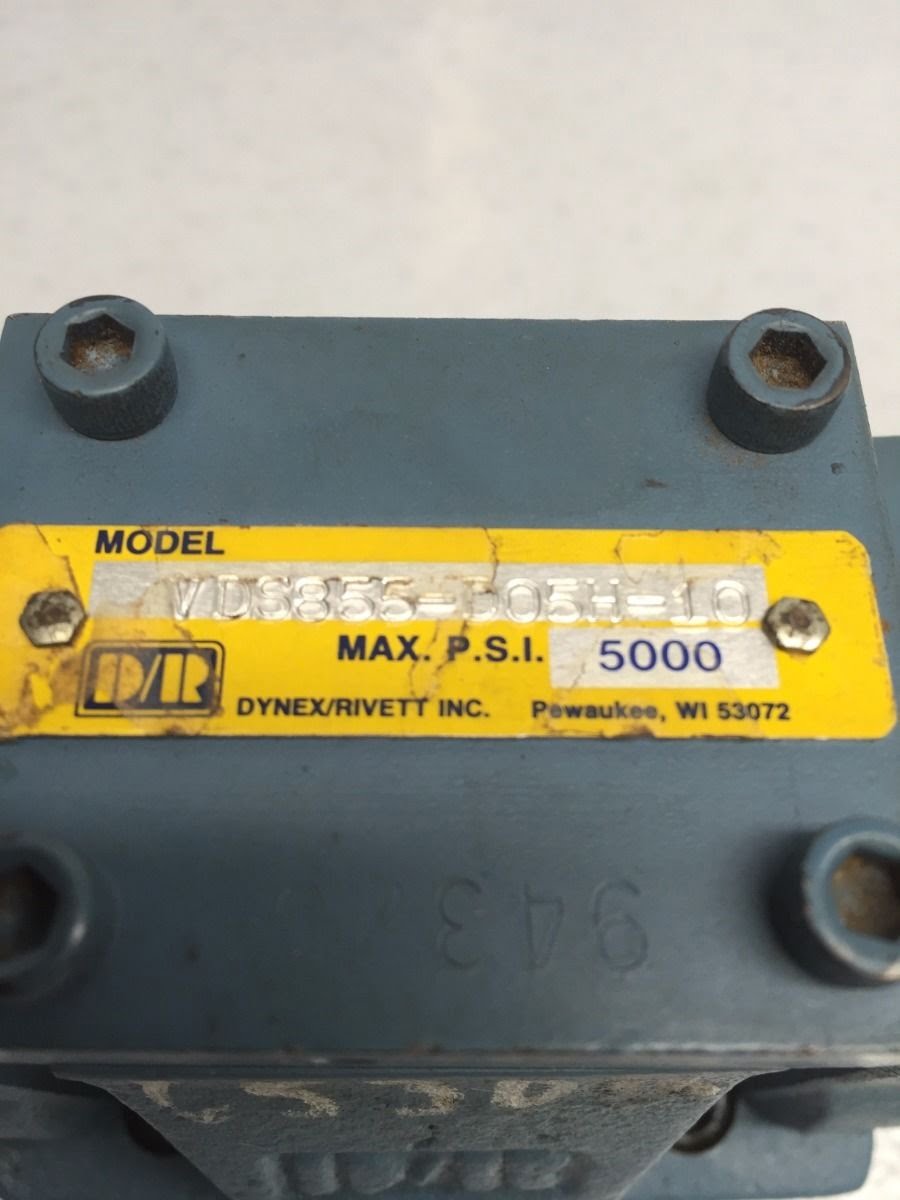 MODEL
VDS855-D05H-10
MAX. P.S.I. 5000
D/R
DYNEX/RIVETT INC. Pewaukee, WI 53072
943